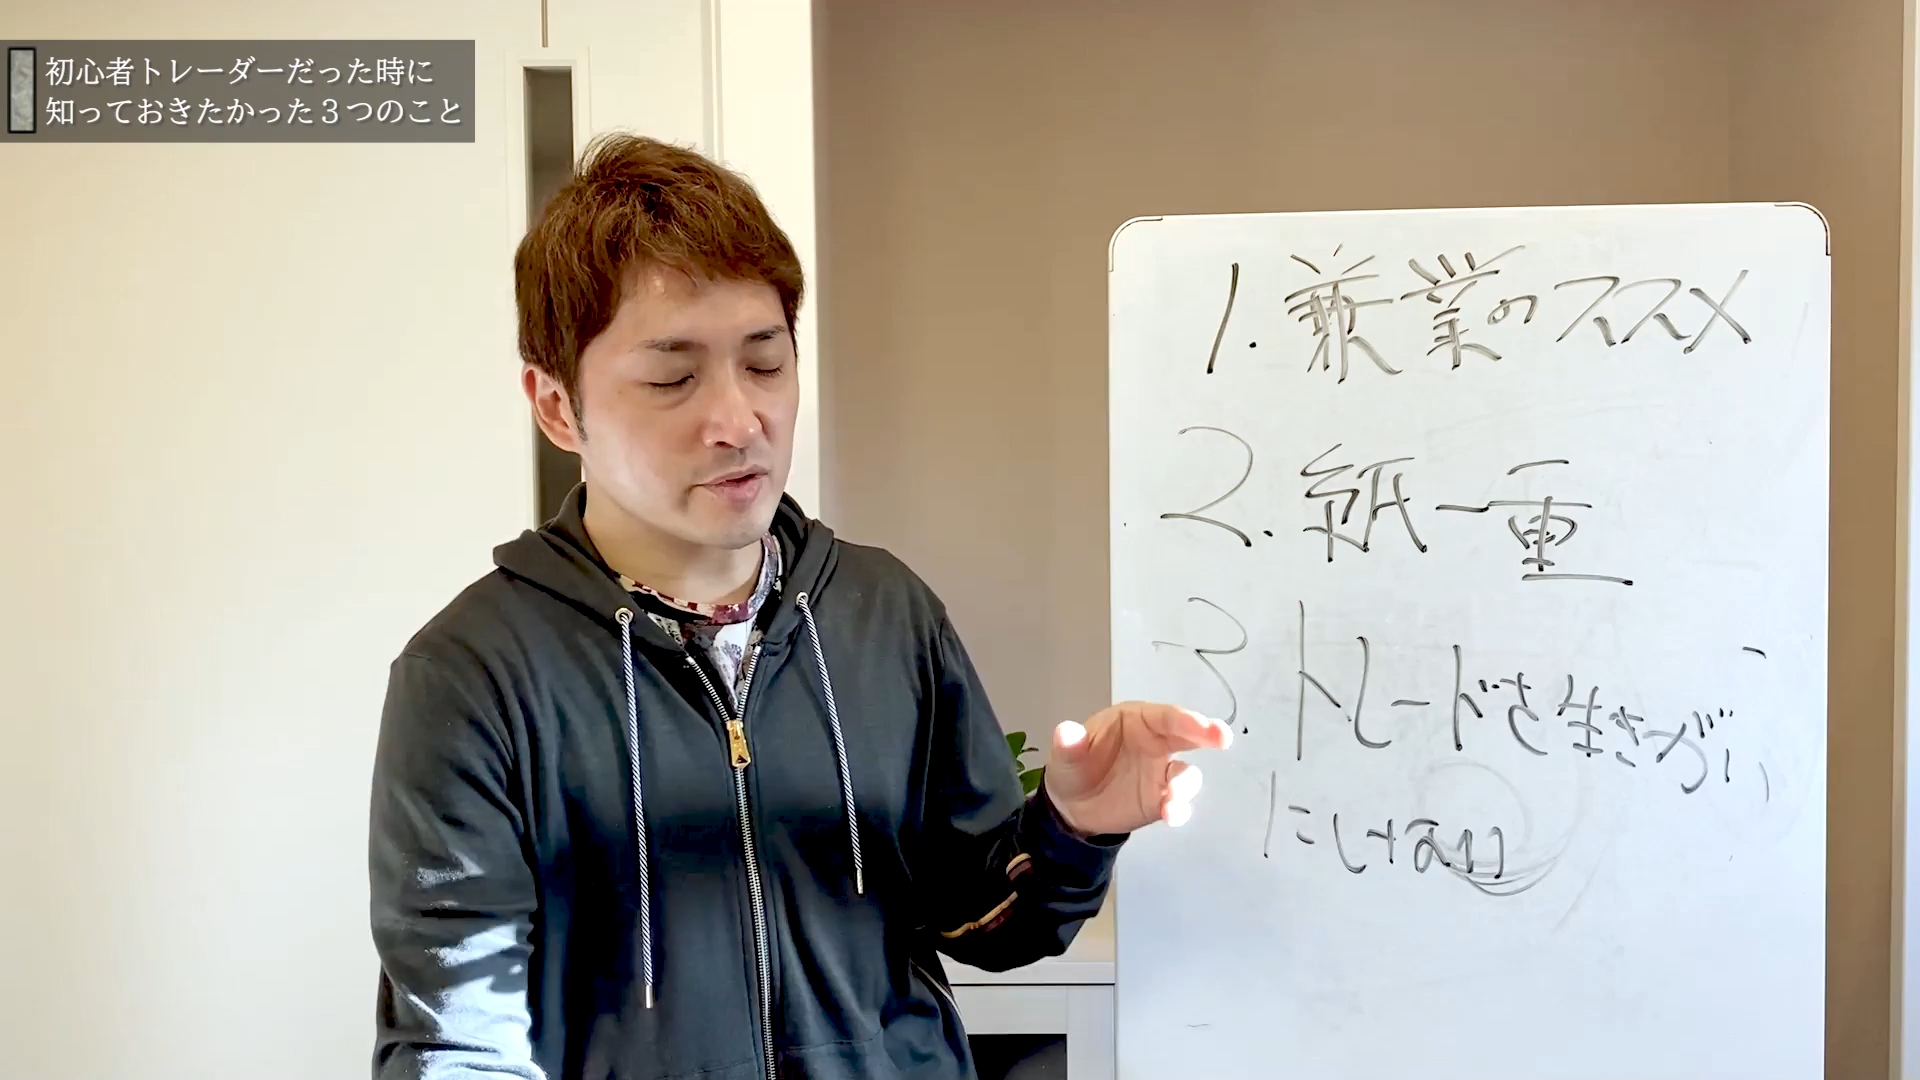 初心者トレーダーだった時に
知っておきたかった３つのこと
1. 兼業のススメ
2. 紙一重
3. トレードを生きがい
にしない